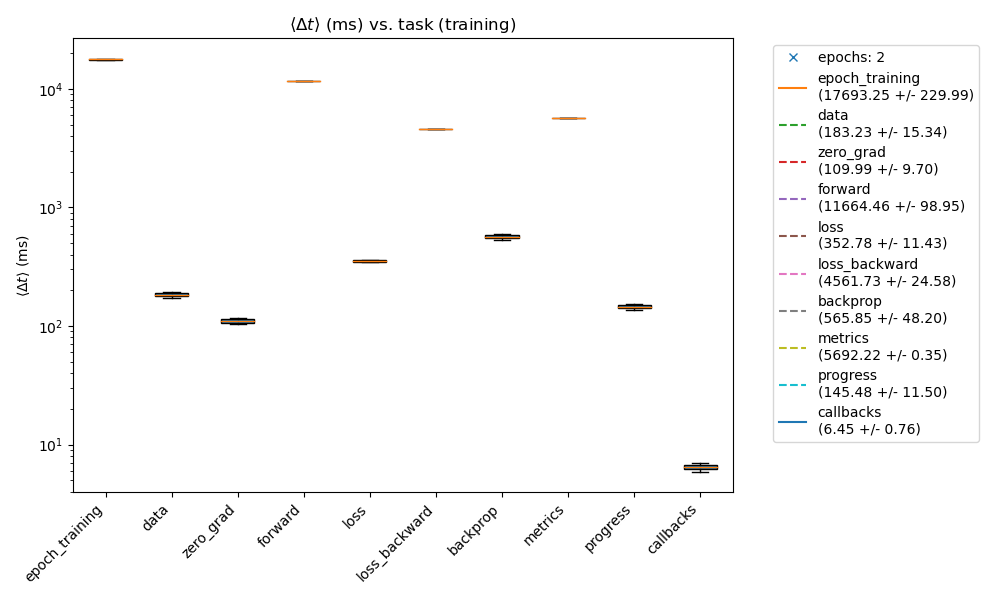 ⟨Δt⟩ (ms) vs. task (training)
⟨Δt⟩ (ms)
10⁴
10³
10²
10¹
epoch_training
data
zero_grad
forward
loss
loss_backward
backprop
metrics
progress
callbacks
epochs: 2
epoch_training
(17693.25 +/- 229.99)
data
(183.23 +/- 15.34)
zero_grad
(109.99 +/- 9.70)
forward
(11664.46 +/- 98.95)
loss
(352.78 +/- 11.43)
loss_backward
(4561.73 +/- 24.58)
backprop
(565.85 +/- 48.20)
metrics
(5692.22 +/- 0.35)
progress
(145.48 +/- 11.50)
callbacks
(6.45 +/- 0.76)